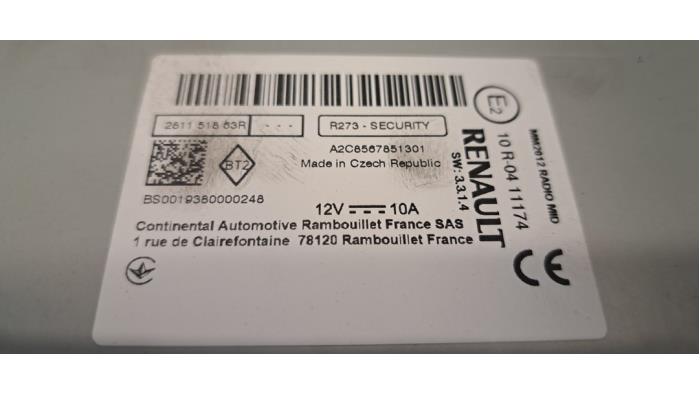 2811 518 63R - - -
R273 - SECURITY
A2C8567851301
Made in Czech Republic
BT2
BS0019380000248
12V 10A
Continental Automotive Rambouillet France SAS
1 rue de Clairefontaine 78120 Rambouillet France
E2
10 R-04 11174
MM2012 RADIO MID
RENAULT
SW: 3.3.1.4
CE